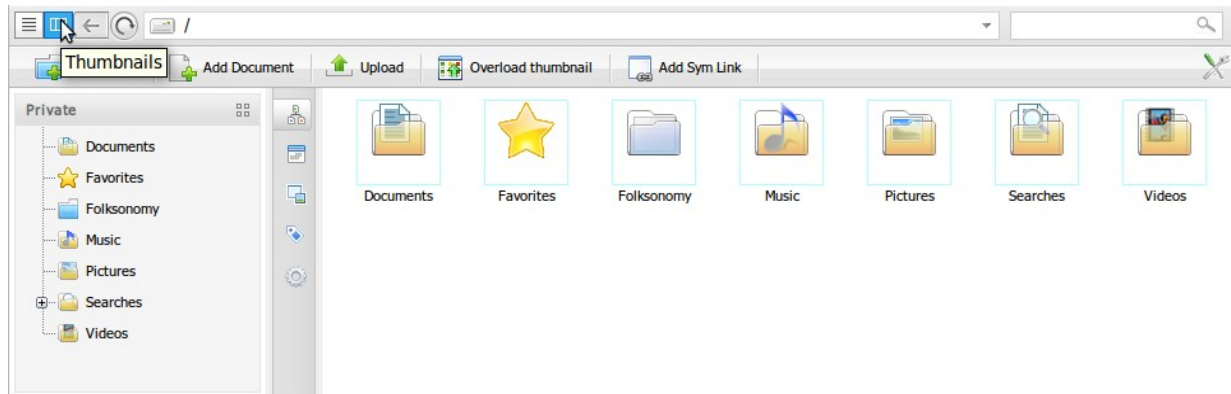 /
Thumbnails
Add Document
Upload
Overload thumbnail
Add Sym Link
Private
Documents
Favorites
Folksonomy
Music
Pictures
Searches
Videos
Documents
Favorites
Folksonomy
Music
Pictures
Searches
Videos